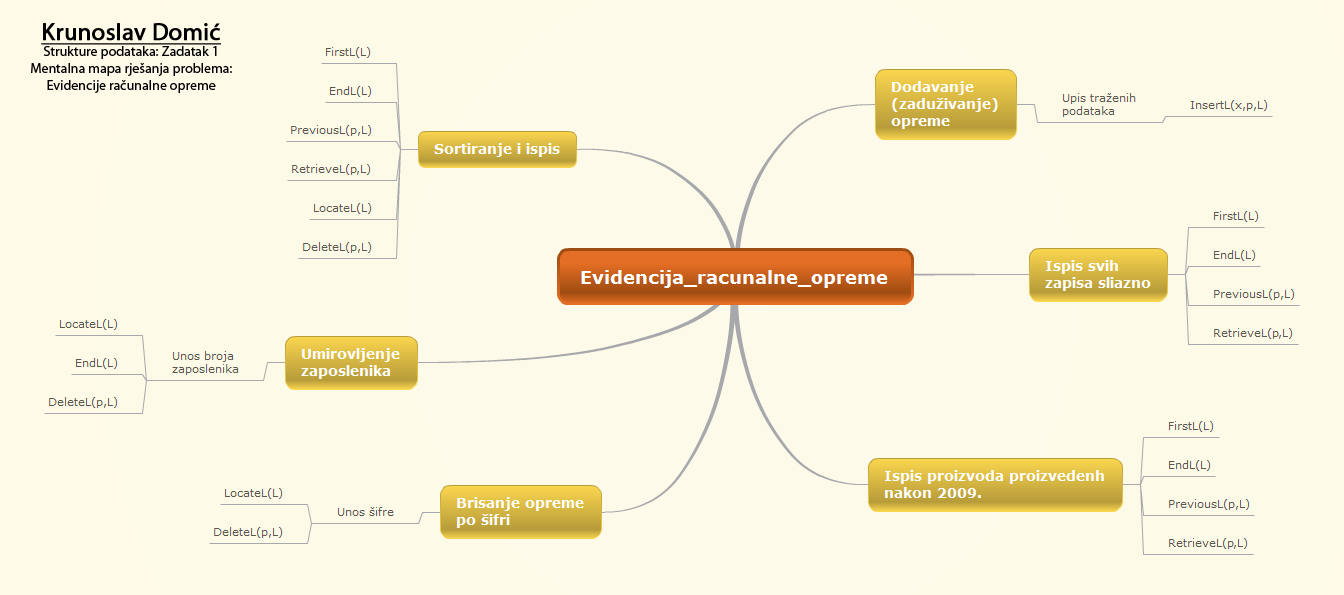 Krunoslav Domić
Strukture podataka: Zadatak 1
Mentalna mapa rješanja problema:
Evidencije računalne opreme
FirstL(L)
EndL(L)
PreviousL(p,L)
RetrieveL(p,L)
LocateL(L)
DeleteL(p,L)
Sortiranje i ispis
Dodavanje
(zaduživanje)
opreme
Upis traženih
podataka
InsertL(x,p,L)
Evidencija_racunalne_opreme
Ispis svih
zapisa sliazno
FirstL(L)
EndL(L)
PreviousL(p,L)
RetrieveL(p,L)
LocateL(L)
EndL(L)
DeleteL(p,L)
Unos broja
zaposlenika
Umirovljenje
zaposlenika
LocateL(L)
DeleteL(p,L)
Unos šifre
Brisanje opreme
po šifri
Ispis proizvoda proizvedenh
nakon 2009.
FirstL(L)
EndL(L)
PreviousL(p,L)
RetrieveL(p,L)